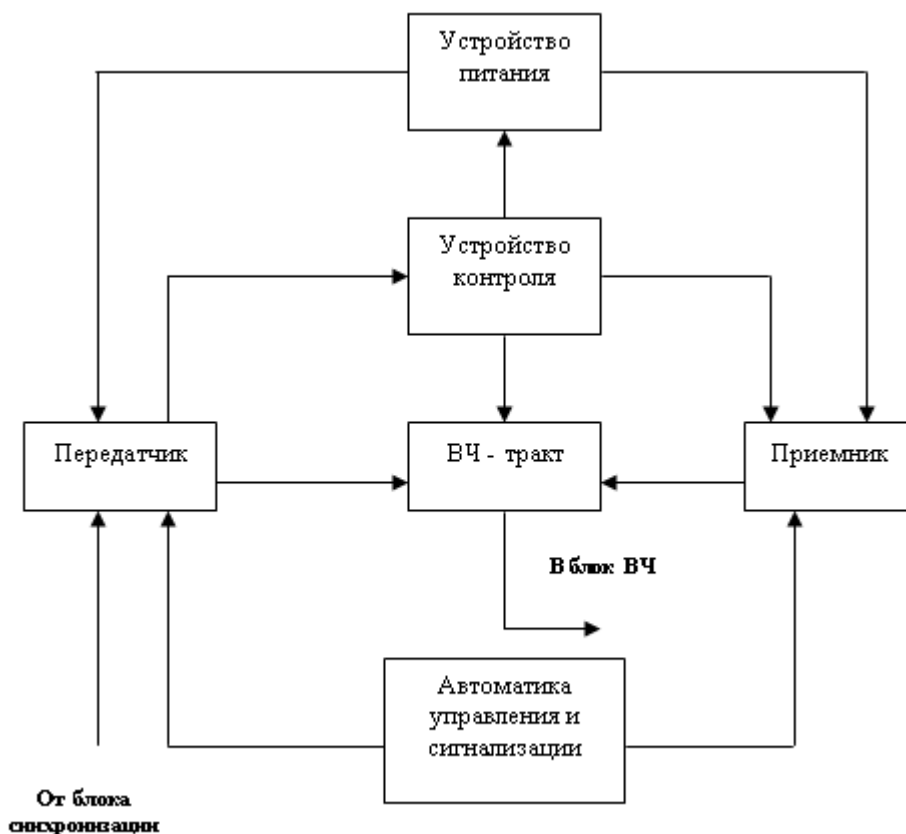 Устройство
питания
Устройство
контроля
Передатчик
ВЧ - тракт
Приемник
В блок ВЧ
Автоматика
управления и
сигнализации
От блока
синхронизации